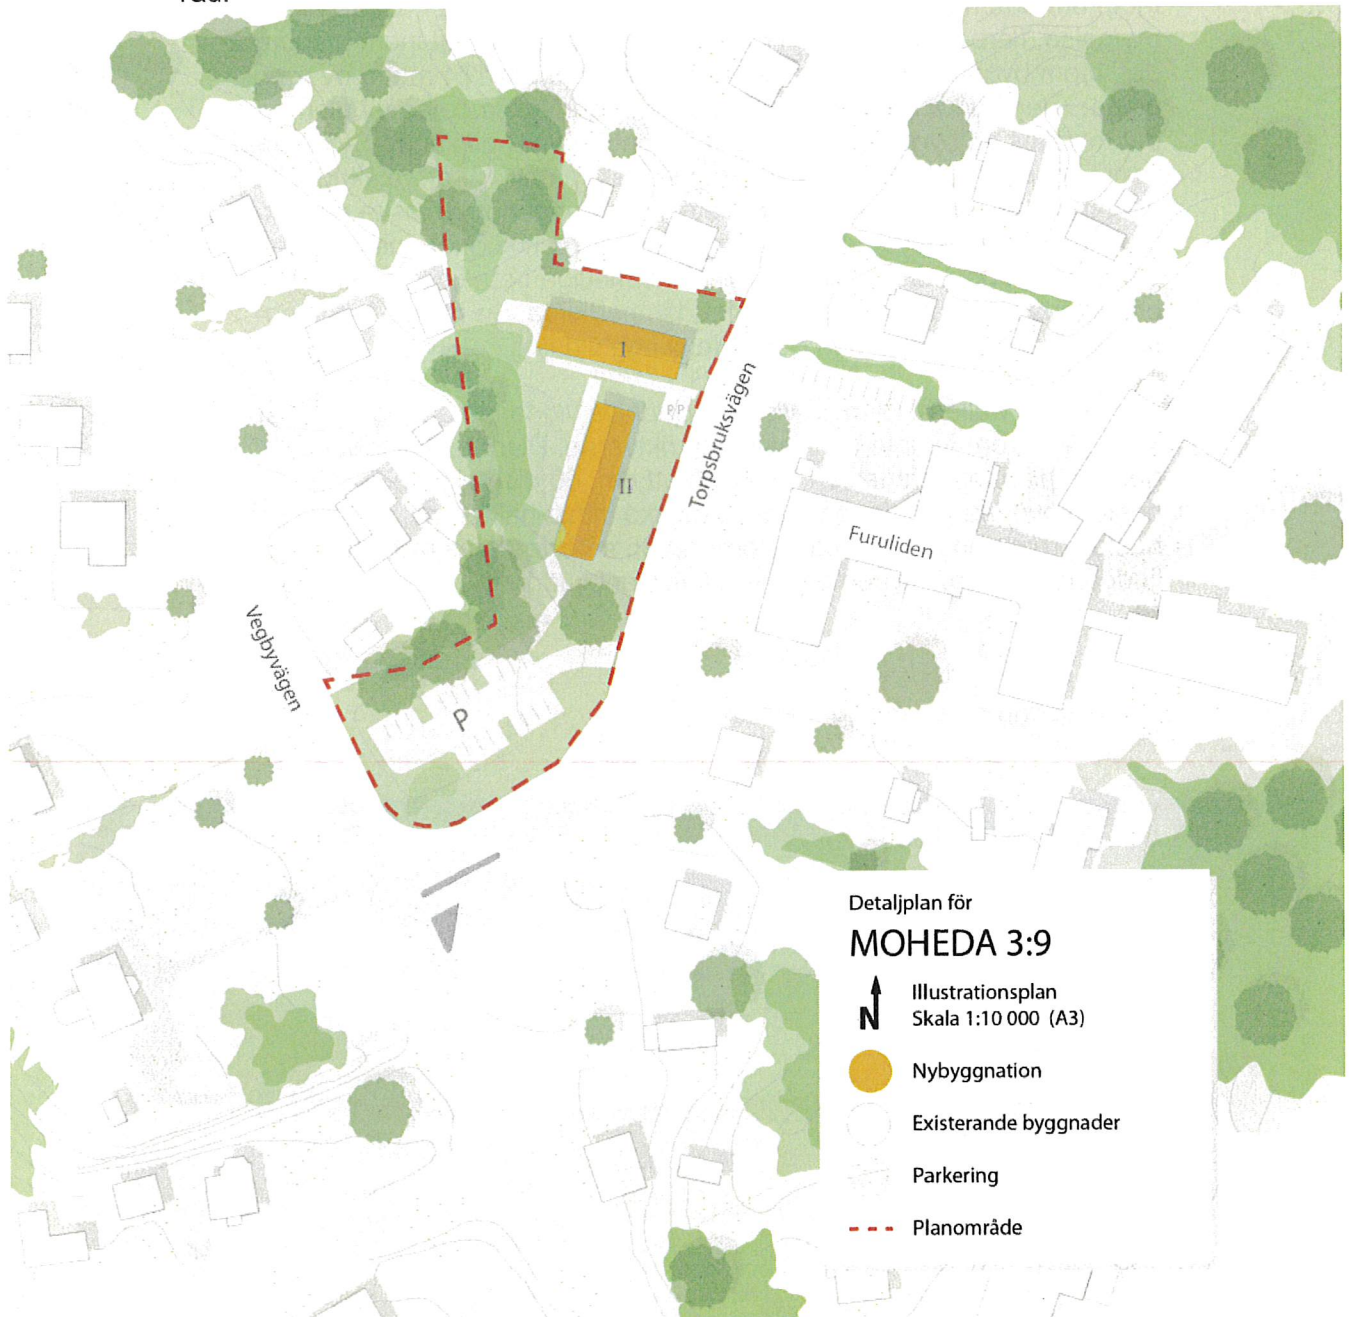 I
P P
II
Torpsbruksvägen
Furuliden
Vegbyvägen
P
Detaljplan för
MOHEDA 3:9
N
Illustrationsplan
Skala 1:10 000 (A3)
Nybyggnation
Existerande byggnader
Parkering
Planområde